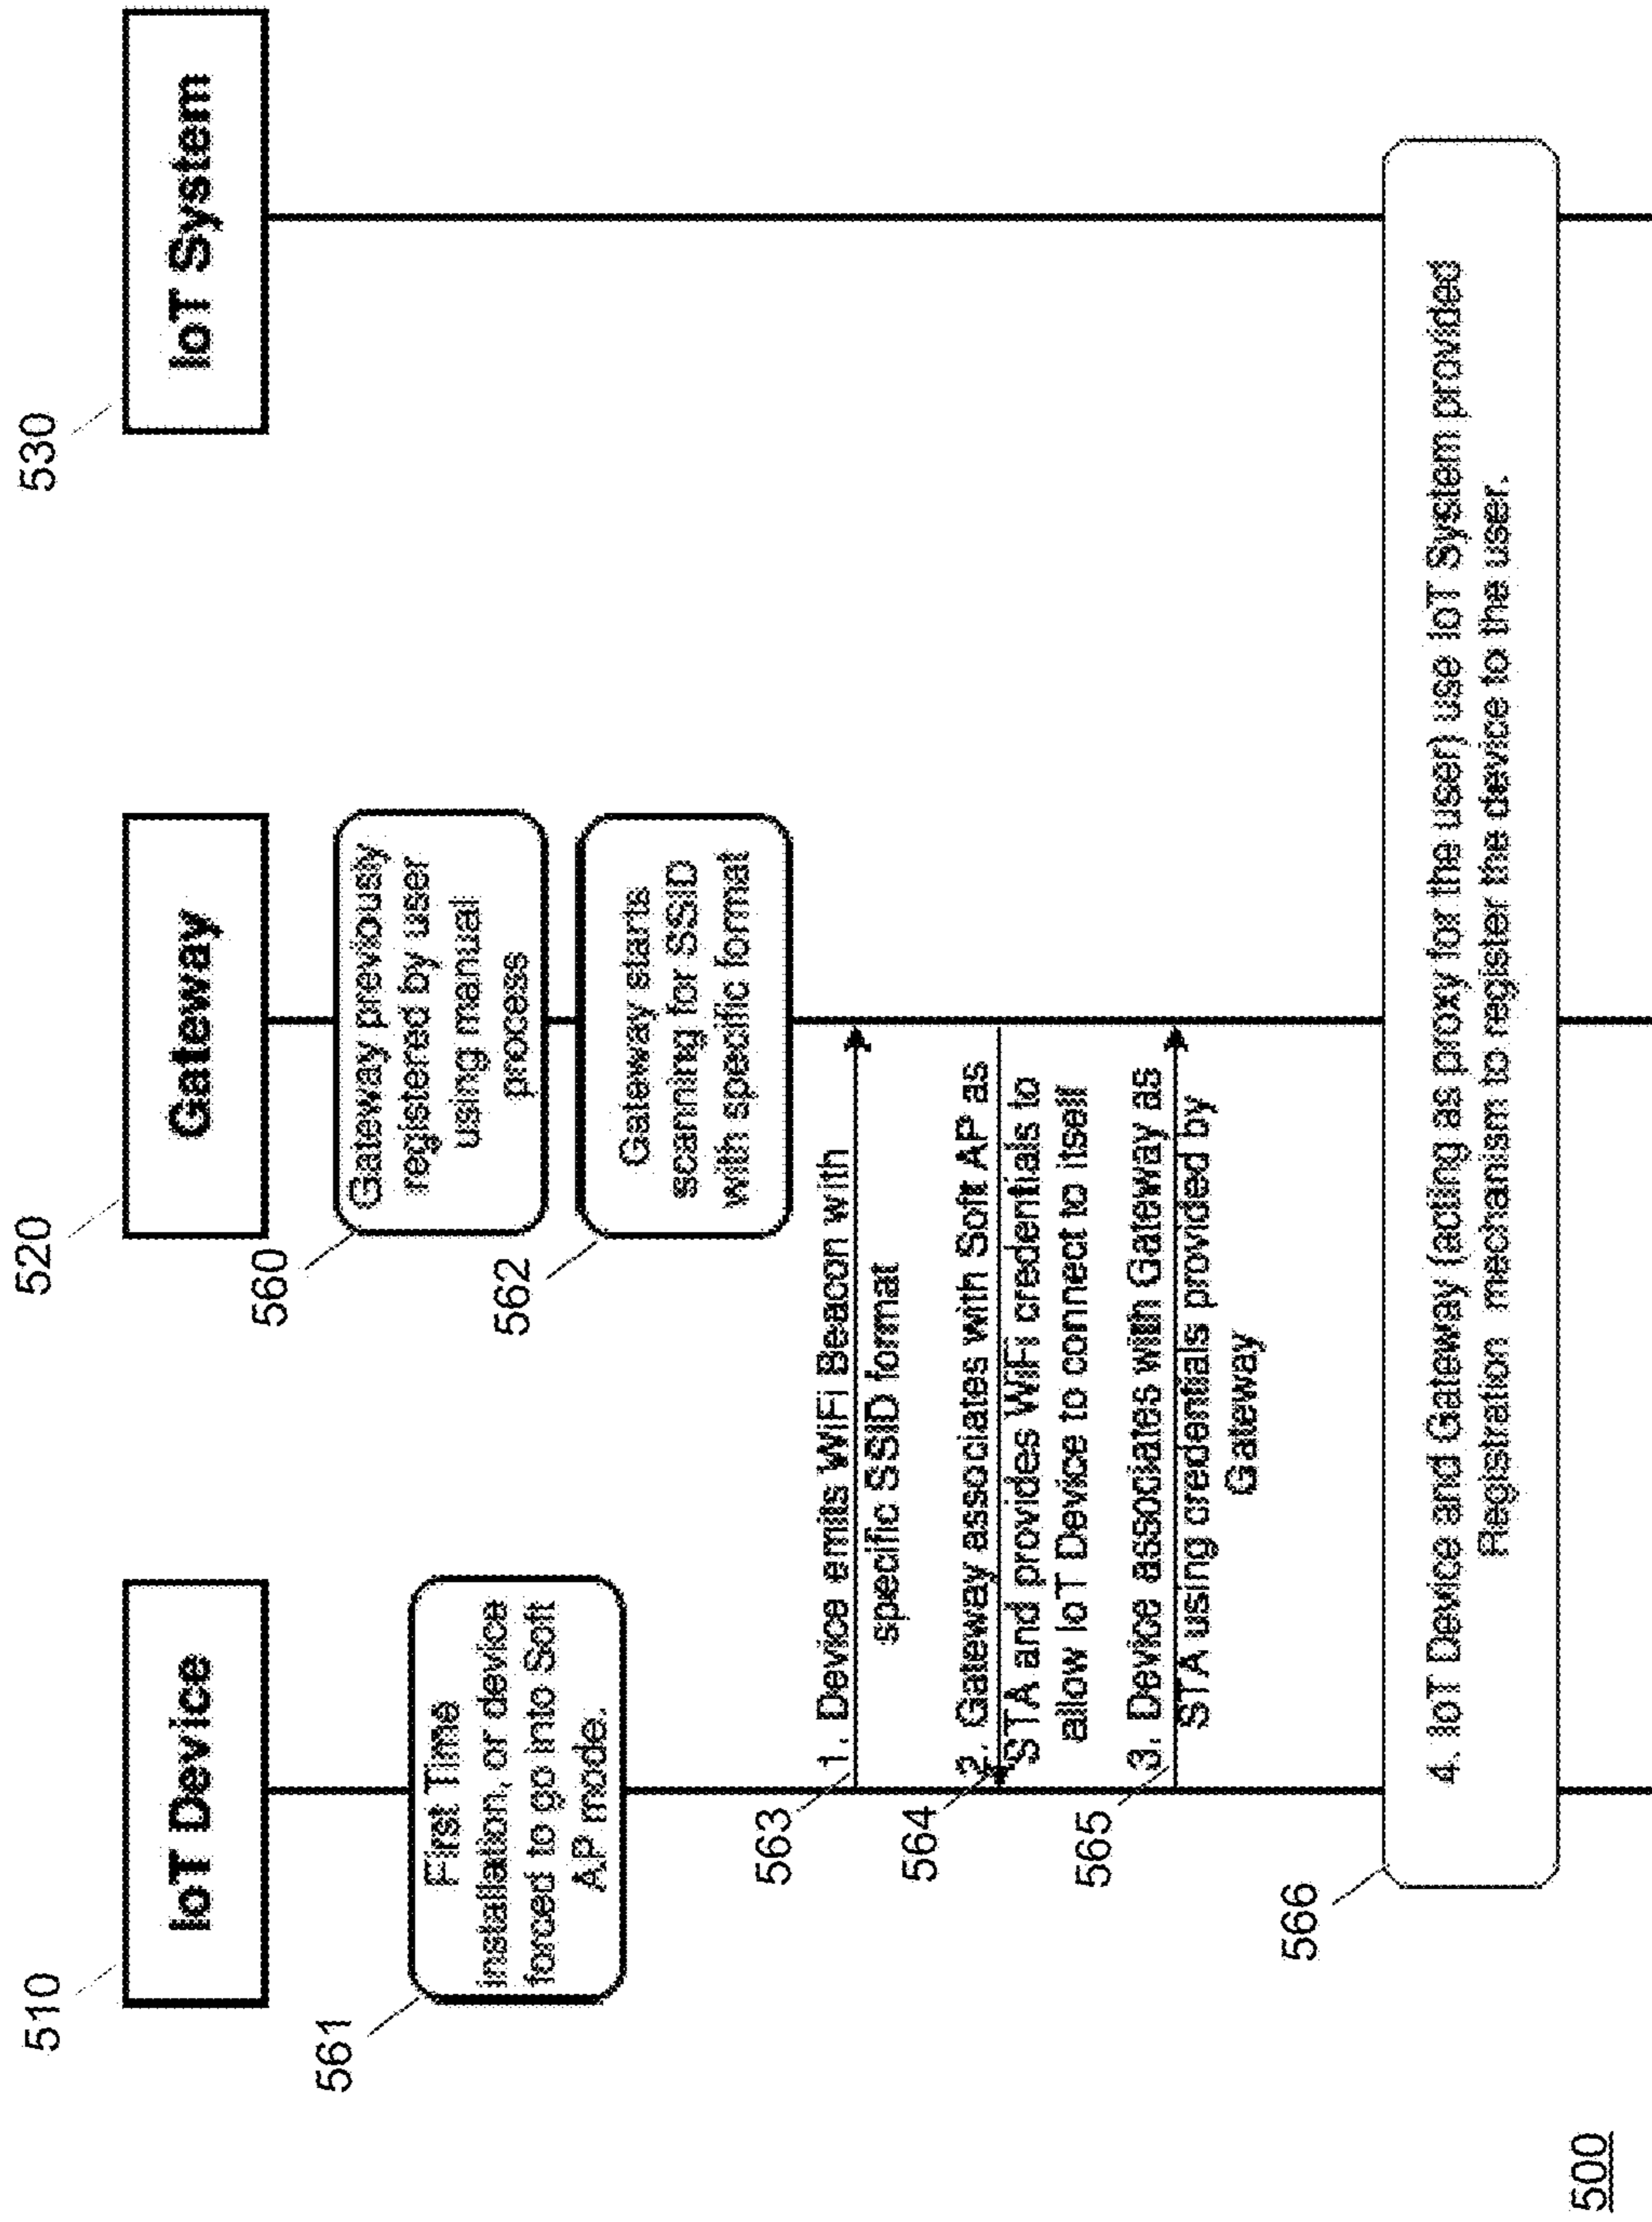 510
IoT Device
520
Gateway
530
IoT System
560
Gateway previously
registered by user
using manual
process
561
First Time
installation, or device
forced to go into Soft
AP mode.
562
Gateway starts
scanning for SSID
with specific format
563
1. Device emits WiFi Beacon with
specific SSID format
564
2. Gateway associates with Soft AP as
STA and provides WiFi credentials to
allow IoT Device to connect to itself
565
3. Device associates with Gateway as
STA using credentials provided by
Gateway
566
4. IoT Device and Gateway (acting as proxy for the user) use IoT System provided
Registration mechanism to register the device to the user.
500